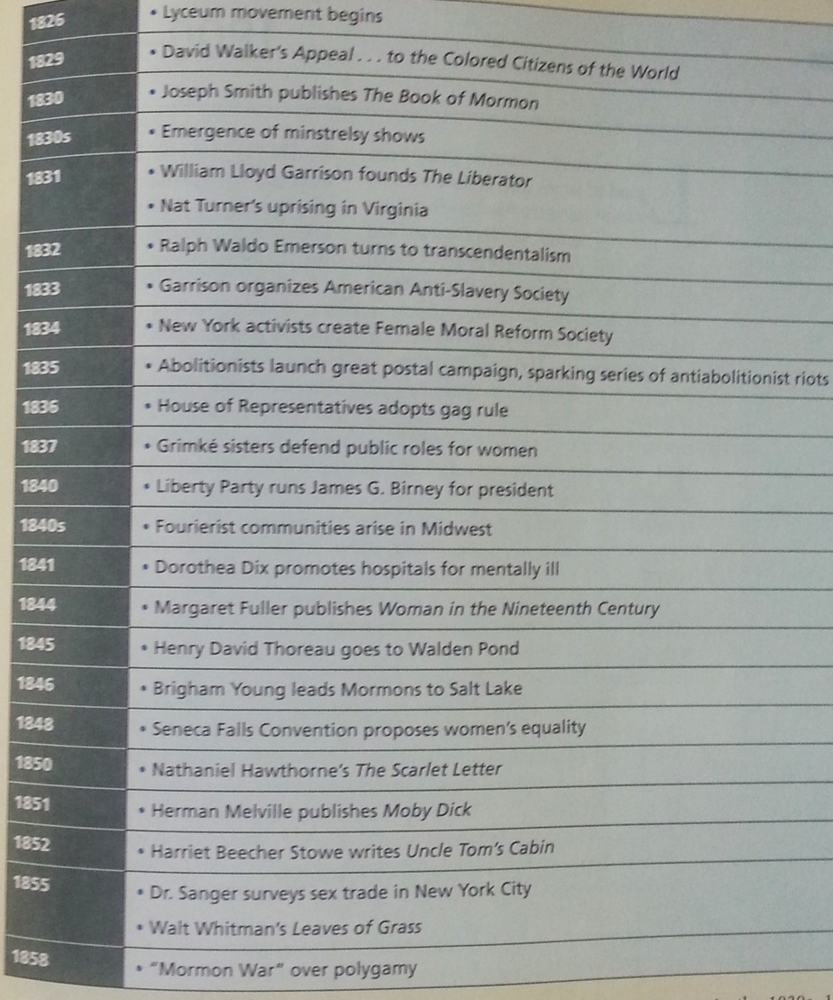 1826 • Lyceum movement begins
1829 • David Walker's Appeal . . . to the Colored Citizens of the World
1830 • Joseph Smith publishes The Book of Mormon
1830s • Emergence of minstrelsy shows
1831 • William Lloyd Garrison founds The Liberator
• Nat Turner's uprising in Virginia
1832 • Ralph Waldo Emerson turns to transcendentalism
1833 • Garrison organizes American Anti-Slavery Society
1834 • New York activists create Female Moral Reform Society
1835 • Abolitionists launch great postal campaign, sparking series of antiabolitionist riots
1836 • House of Representatives adopts gag rule
1837 • Grimké sisters defend public roles for women
1840 • Liberty Party runs James G. Birney for president
1840s • Fourierist communities arise in Midwest
1841 • Dorothea Dix promotes hospitals for mentally ill
1844 • Margaret Fuller publishes Woman in the Nineteenth Century
1845 • Henry David Thoreau goes to Walden Pond
1846 • Brigham Young leads Mormons to Salt Lake
1848 • Seneca Falls Convention proposes women's equality
1850 • Nathaniel Hawthorne's The Scarlet Letter
1851 • Herman Melville publishes Moby Dick
1852 • Harriet Beecher Stowe writes Uncle Tom's Cabin
1855 • Dr. Sanger surveys sex trade in New York City
• Walt Whitman's Leaves of Grass
1858 • "Mormon War" over polygamy